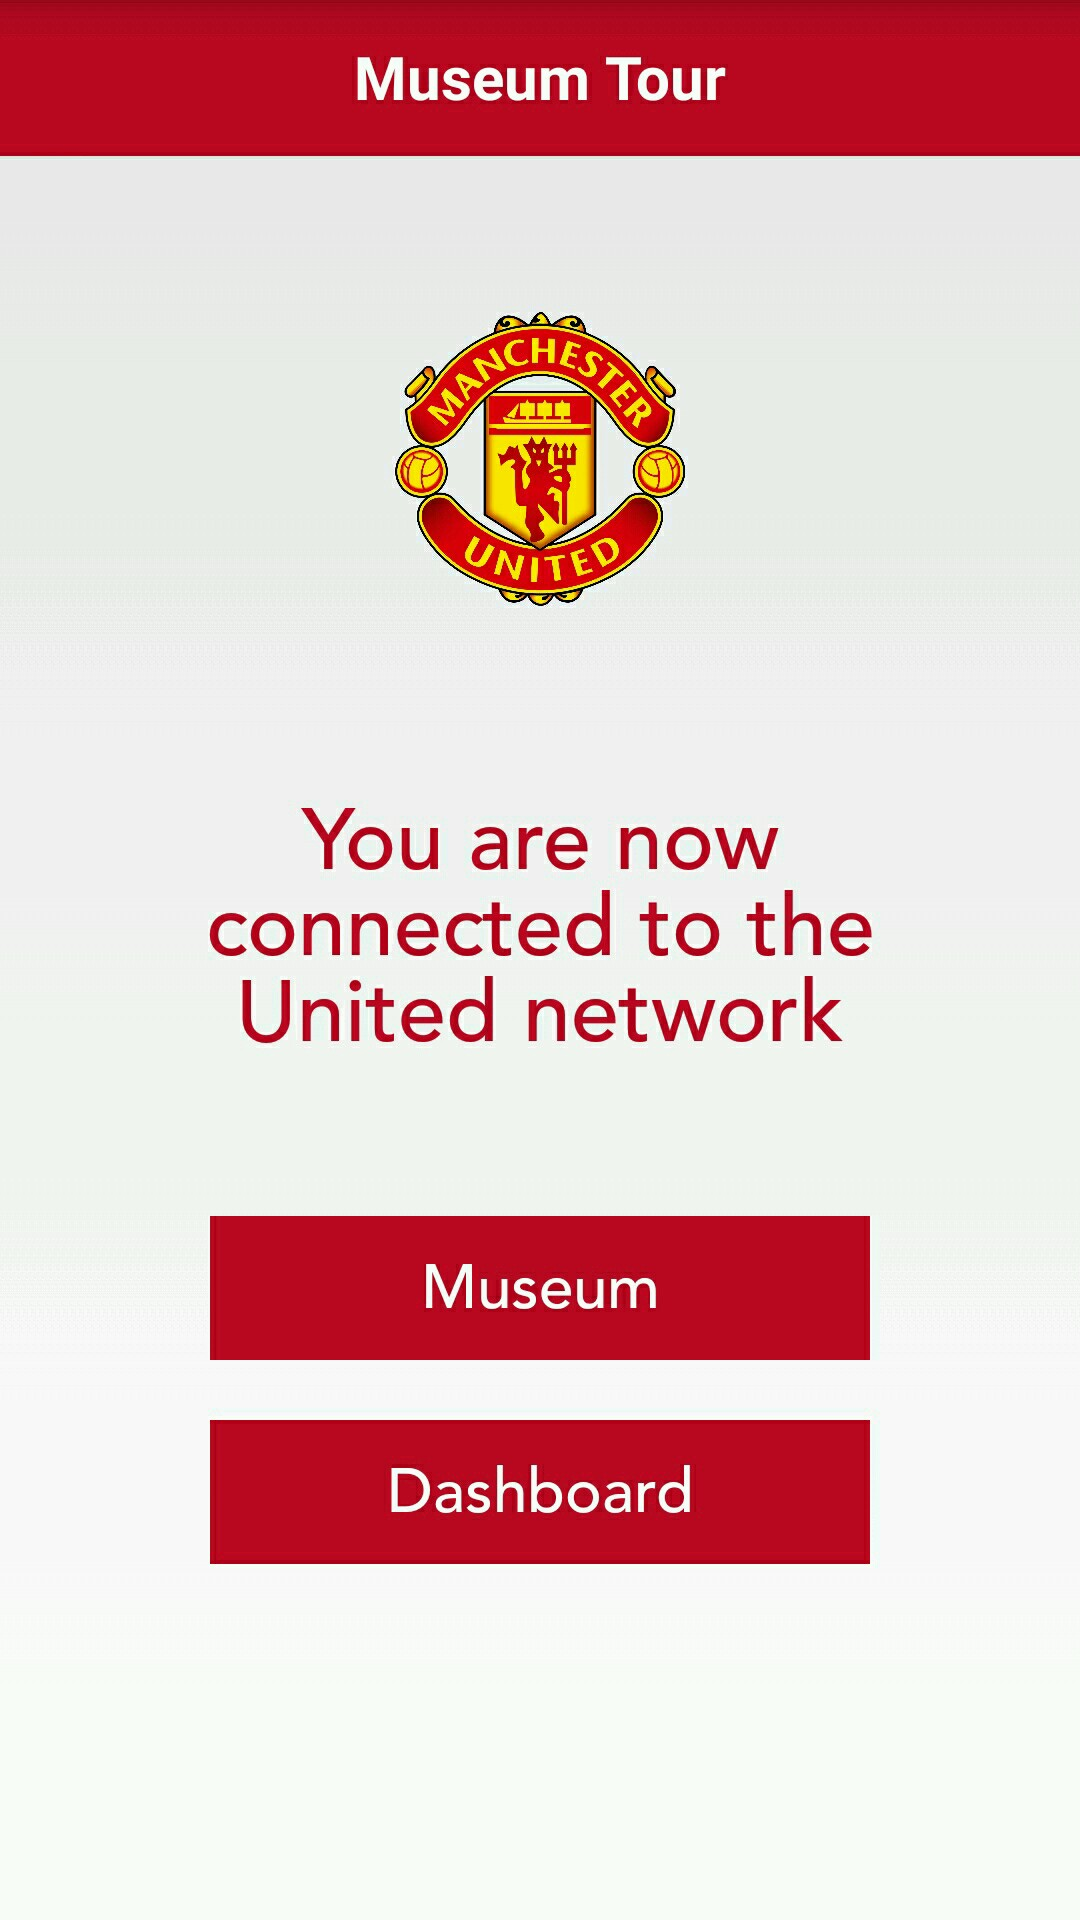 Museum Tour
MANCHESTER
UNITED
You are now
connected to the
United network
Museum
Dashboard